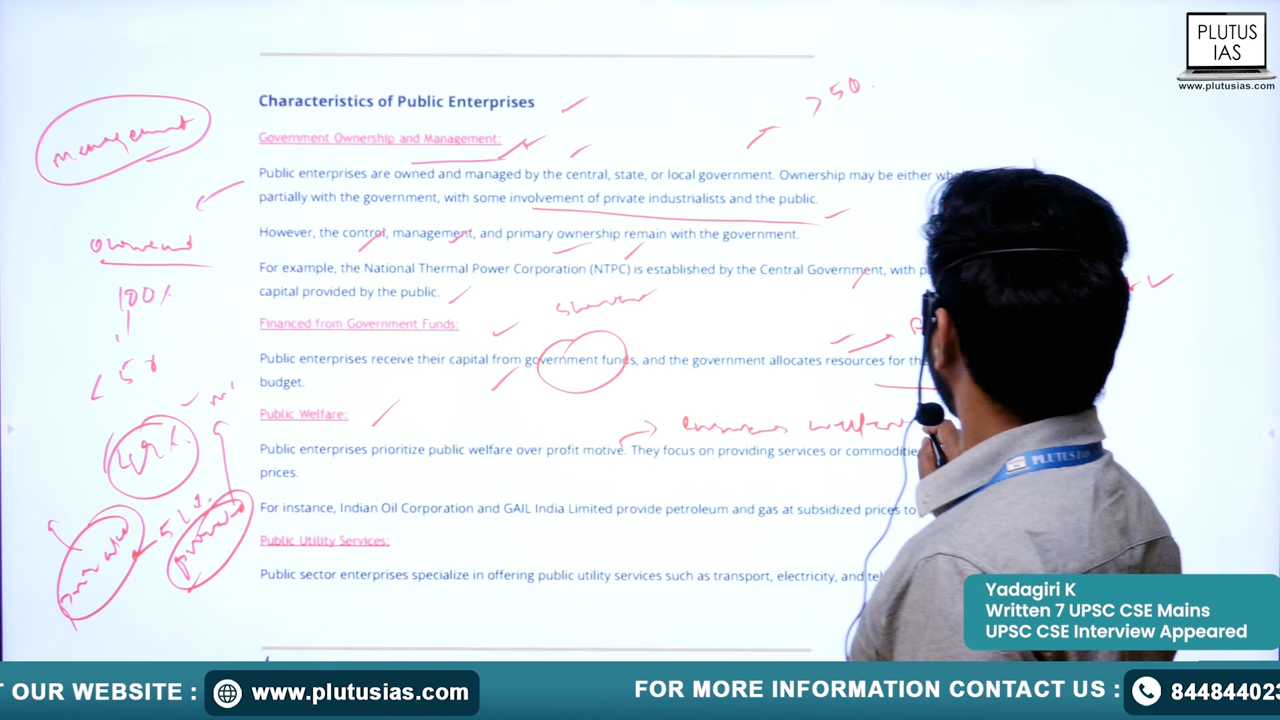 PLUTUS
IAS
www.plutusias.com
Characteristics of Public Enterprises
> 50.
management
Government Ownership and Management:
Public enterprises are owned and managed by the central, state, or local government. Ownership may be either
partially with the government, with some involvement of private industrialists and the public.
However, the control, management, and primary ownership remain with the government.
100%
For example, the National Thermal Power Corporation (NTPC) is established by the Central Government, with
capital provided by the public.
Financed from Government Funds:
Public enterprises receive their capital from government funds, and the government allocates resources for
budget.
49%
Public Welfare:
ensures welfare
Public enterprises prioritize public welfare over profit motive. They focus on providing services or
prices.
51%
For instance, Indian Oil Corporation and GAIL India Limited provide petroleum and gas at subsidized prices to
Public Utility Services:
Public sector enterprises specialize in offering public utility services such as transport, electricity, and
PLUTUS IAS
Yadagiri K
Written 7 UPSC CSE Mains
UPSC CSE Interview Appeared
T OUR WEBSITE : www.plutusias.com
FOR MORE INFORMATION CONTACT US : 844844023